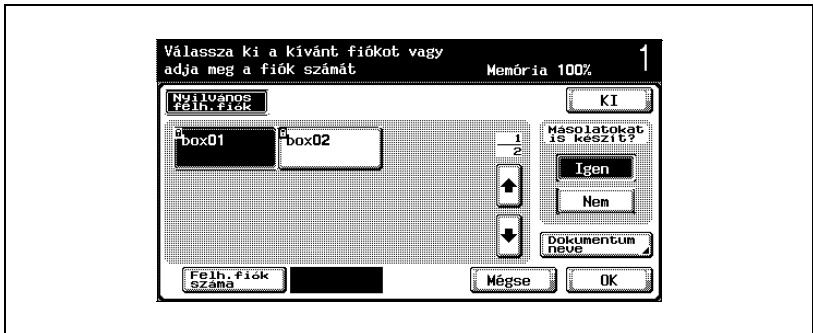 Válassza ki a kívánt fiókot vagy
adja meg a fiók számát
Memória 100%
1
Nyilvános
felh.fiók
KI
box01
box02
1
2
Másolatokat
is készít?
Igen
Nem
Dokumentum
neve
Felh.fiók
száma
Mégse
OK